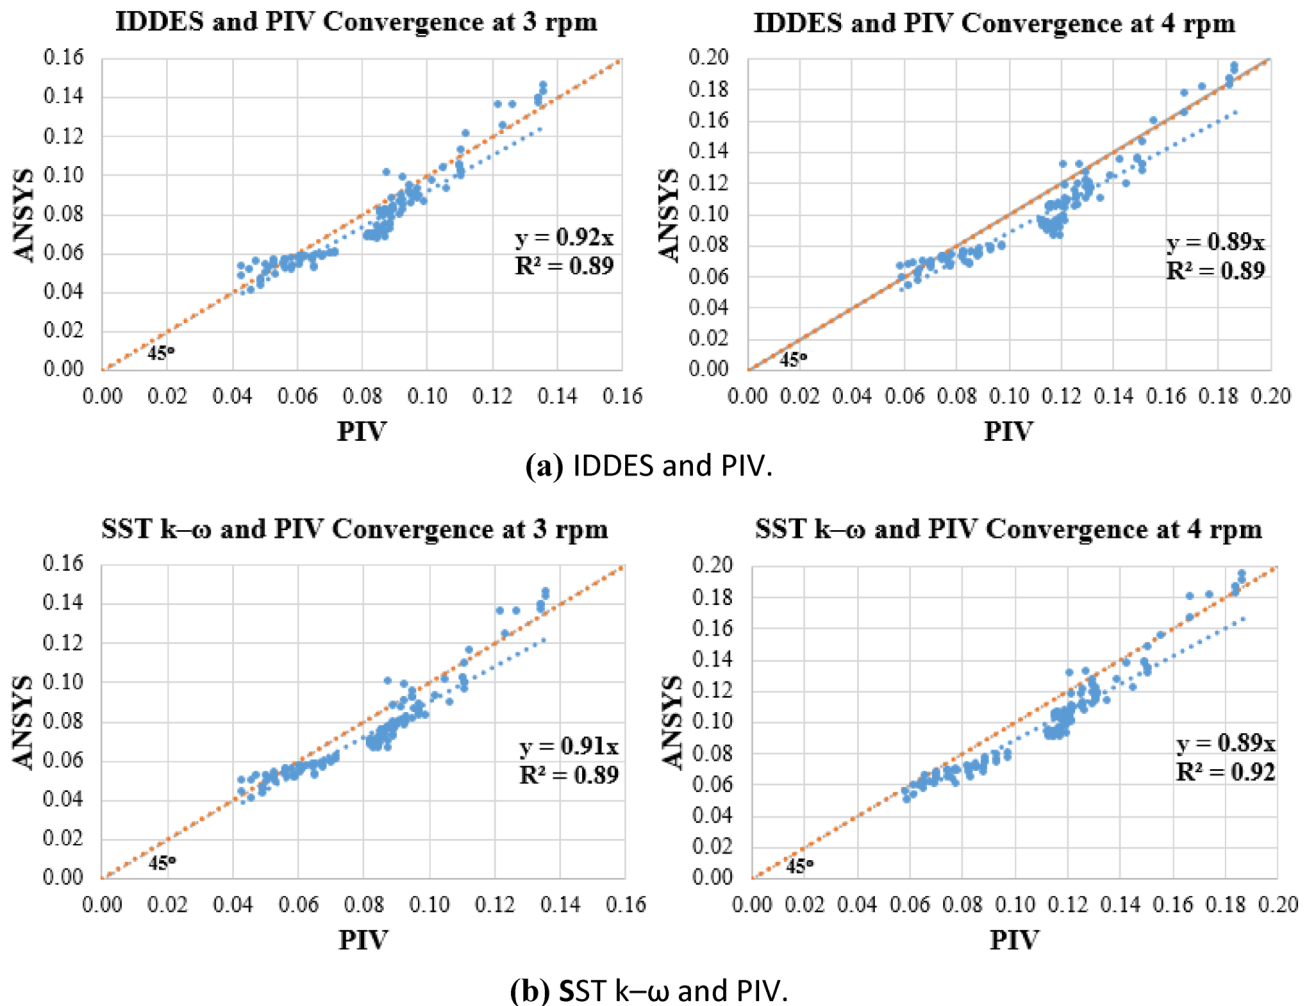 IDDES and PIV Convergence at 3 rpm
0.16
0.14
0.12
0.10
0.08
0.06
0.04
0.02
0.00
ANSYS
y = 0.92x
R² = 0.89
45°
0.00 0.02 0.04 0.06 0.08 0.10 0.12 0.14 0.16
PIV
IDDES and PIV Convergence at 4 rpm
0.20
0.18
0.16
0.14
0.12
0.10
0.08
0.06
0.04
0.02
0.00
ANSYS
y = 0.89x
R² = 0.89
45°
0.00 0.02 0.04 0.06 0.08 0.10 0.12 0.14 0.16 0.18 0.20
PIV
(a) IDDES and PIV.
SST k–ω and PIV Convergence at 3 rpm
0.16
0.14
0.12
0.10
0.08
0.06
0.04
0.02
0.00
ANSYS
y = 0.91x
R² = 0.89
45°
0.00 0.02 0.04 0.06 0.08 0.10 0.12 0.14 0.16
PIV
SST k–ω and PIV Convergence at 4 rpm
0.20
0.18
0.16
0.14
0.12
0.10
0.08
0.06
0.04
0.02
0.00
ANSYS
y = 0.89x
R² = 0.92
45°
0.00 0.02 0.04 0.06 0.08 0.10 0.12 0.14 0.16 0.18 0.20
PIV
(b) SST k–ω and PIV.